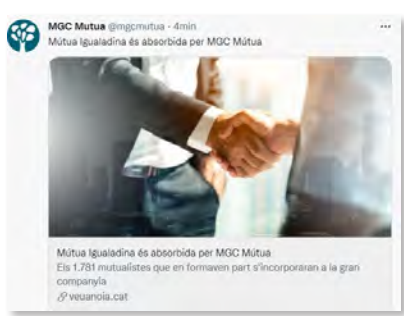 MGC Mutua @mgcmutua · 4min
Mútua Igualadina és absorbida per MGC Mútua
Mútua Igualadina és absorbida per MGC Mútua
Els 1.781 mutualistes que en formaven part s'incorporaran a la gran
companyia
veuanoia.cat